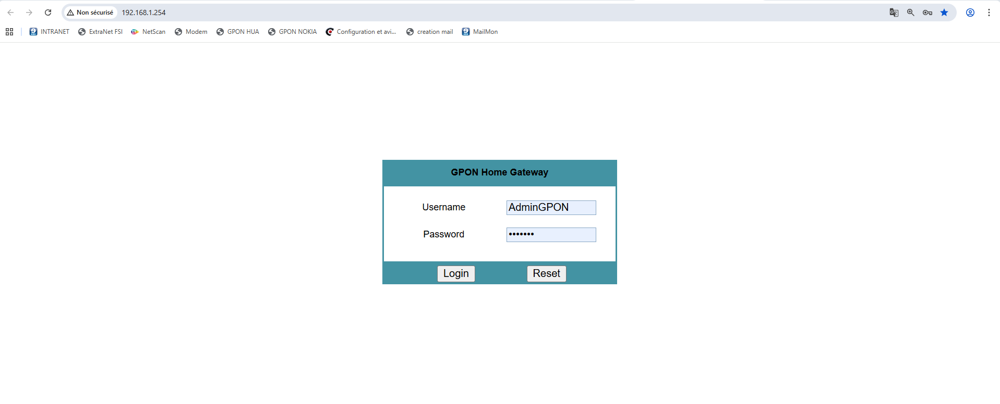 Non sécurisé 192.168.1.254
INTRANET ExtraNet FSI NetScan Modem GPON HUA GPON NOKIA Configuration et avi... creation mail MailMon
GPON Home Gateway
Username AdminGPON
Password •••••••
Login Reset